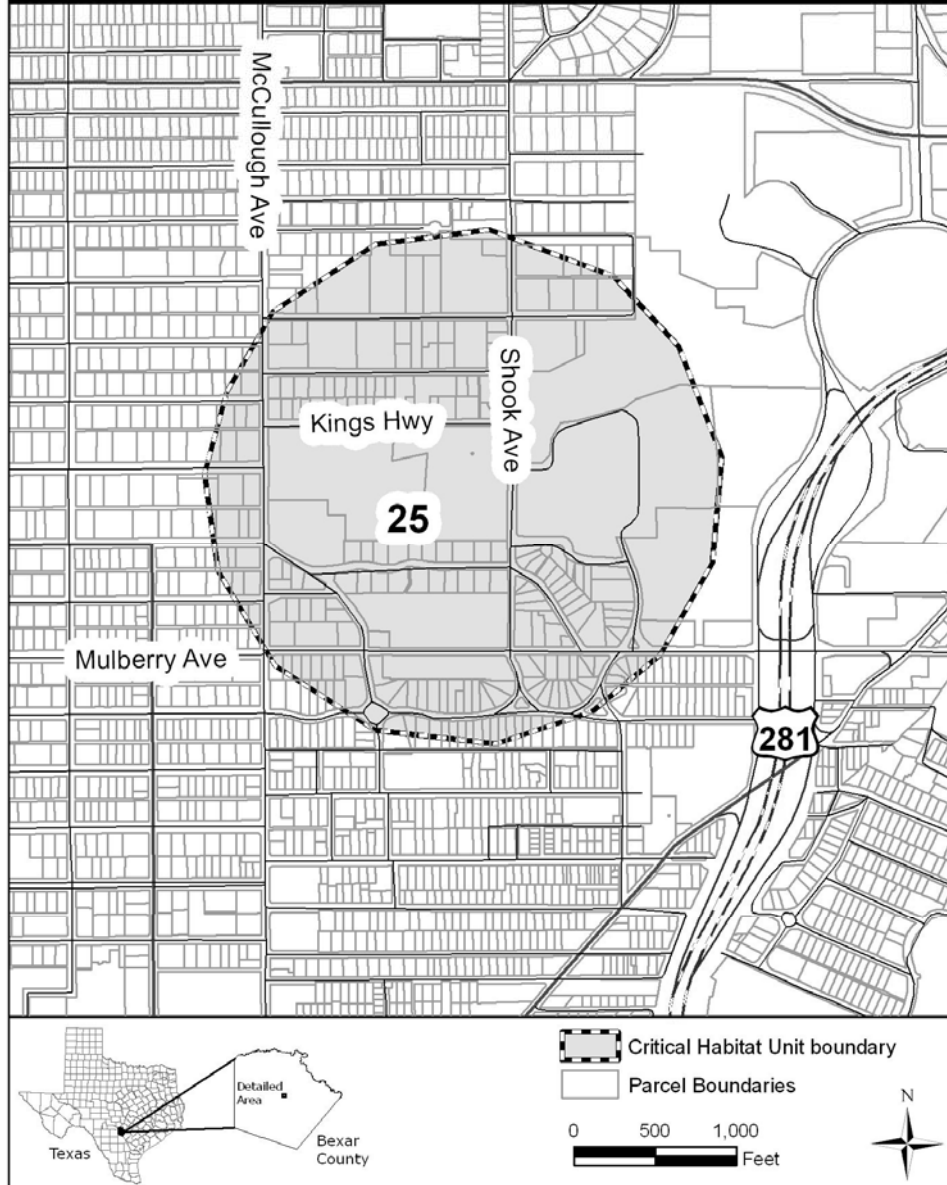 McCullough Ave
Shook Ave
Kings Hwy
25
Mulberry Ave
281
Critical Habitat Unit boundary
Parcel Boundaries
Detailed
Area
Texas
Bexar
County
0 500 1,000
Feet
N